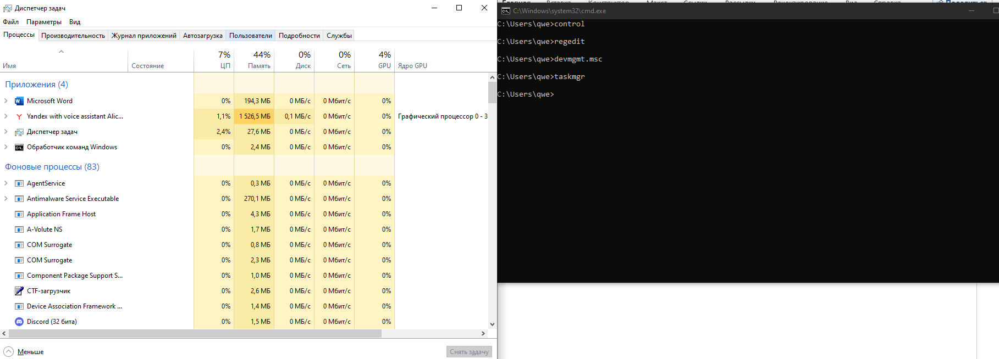 Диспетчер задач
Файл Параметры Вид
Процессы Производительность Журнал приложений Автозагрузка Пользователи Подробности Службы
7% 44% 0% 0% 4%
Имя Состояние ЦП Память Диск Сеть GPU Ядро GPU
Приложения (4)
Microsoft Word 0% 194,3 МБ 0 МБ/с 0 Мбит/с 0%
Yandex with voice assistant Alic... 1,1% 1 526,5 МБ 0,1 МБ/с 0 Мбит/с 0% Графический процессор 0 - 3
Диспетчер задач 2,4% 27,6 МБ 0 МБ/с 0 Мбит/с 0%
Обработчик команд Windows 0% 2,4 МБ 0 МБ/с 0 Мбит/с 0%
Фоновые процессы (83)
AgentService 0% 0,3 МБ 0 МБ/с 0 Мбит/с 0%
Antimalware Service Executable 0% 270,1 МБ 0 МБ/с 0 Мбит/с 0%
Application Frame Host 0% 4,3 МБ 0 МБ/с 0 Мбит/с 0%
A-Volute NS 0% 1,7 МБ 0 МБ/с 0 Мбит/с 0%
COM Surrogate 0% 0,8 МБ 0 МБ/с 0 Мбит/с 0%
COM Surrogate 0% 2,3 МБ 0 МБ/с 0 Мбит/с 0%
Component Package Support S... 0% 1,0 МБ 0 МБ/с 0 Мбит/с 0%
CTF-загрузчик 0% 2,6 МБ 0 МБ/с 0 Мбит/с 0%
Device Association Framework ... 0% 1,4 МБ 0 МБ/с 0 Мбит/с 0%
Discord (32 бита) 0% 1,5 МБ 0 МБ/с 0 Мбит/с 0%
Меньше Снять задачу
C:\Windows\system32\cmd.exe
C:\Users\qwe>control
C:\Users\qwe>regedit
C:\Users\qwe>devmgmt.msc
C:\Users\qwe>taskmgr
C:\Users\qwe>